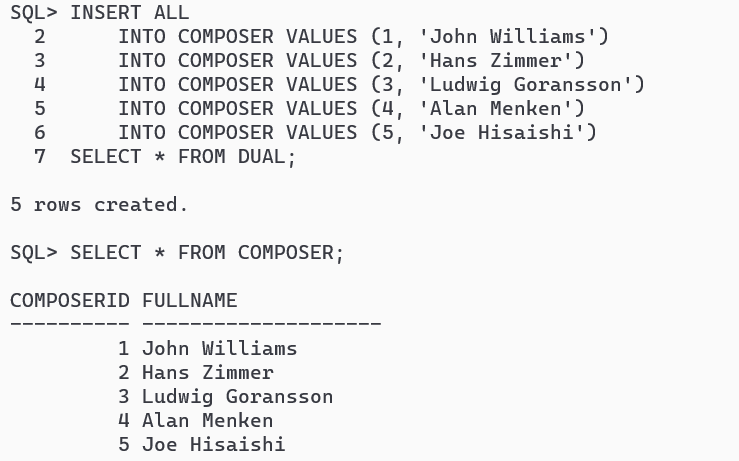 SQL> INSERT ALL
  2      INTO COMPOSER VALUES (1, 'John Williams')
  3      INTO COMPOSER VALUES (2, 'Hans Zimmer')
  4      INTO COMPOSER VALUES (3, 'Ludwig Goransson')
  5      INTO COMPOSER VALUES (4, 'Alan Menken')
  6      INTO COMPOSER VALUES (5, 'Joe Hisaishi')
  7  SELECT * FROM DUAL;
5 rows created.
SQL> SELECT * FROM COMPOSER;
COMPOSERID FULLNAME
---------- --------------------
         1 John Williams
         2 Hans Zimmer
         3 Ludwig Goransson
         4 Alan Menken
         5 Joe Hisaishi